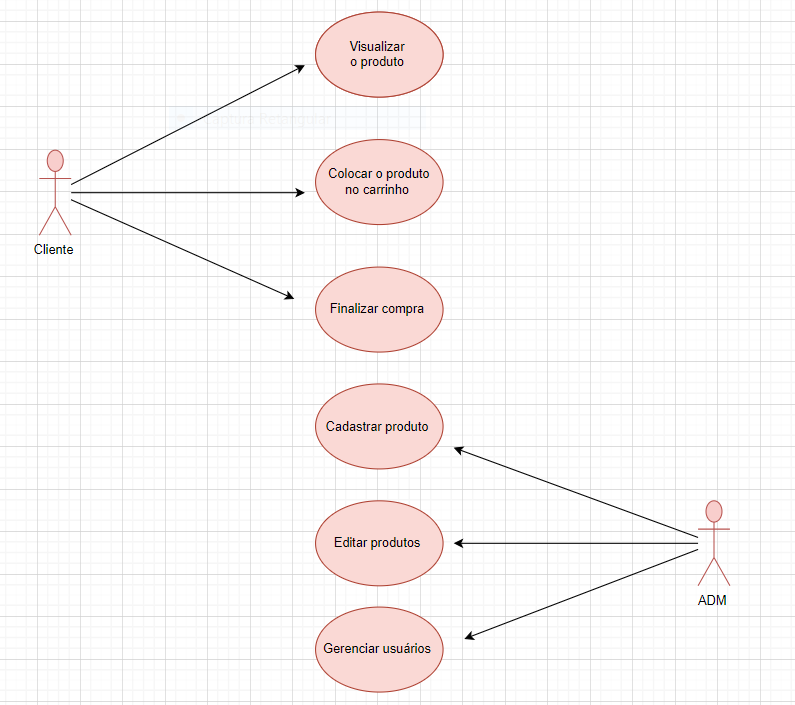 Visualizar
o produto
Colocar o produto
no carrinho
Cliente
Finalizar compra
Cadastrar produto
Editar produtos
ADM
Gerenciar usuários